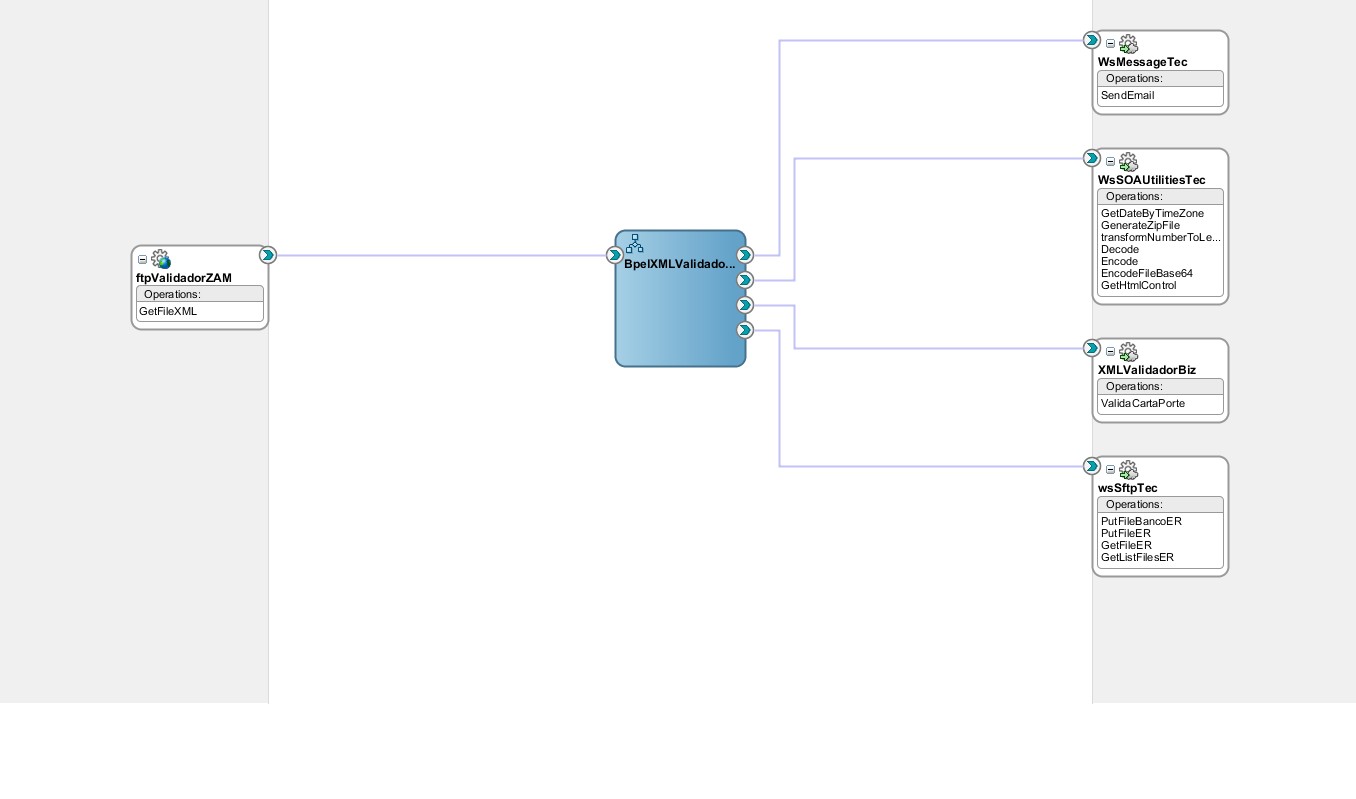 ftpValidadorZAM
Operations:
GetFileXML
BpelXMLValidado...
WsMessageTec
Operations:
SendEmail
WsSOAUtilitiesTec
Operations:
GetDateByTimeZone
GenerateZipFile
transformNumberToLe...
Decode
Encode
EncodeFileBase64
GetHtmlControl
XMLValidadorBiz
Operations:
ValidaCartaPorte
wsSftpTec
Operations:
PutFileBancoER
PutFileER
GetFileER
GetListFilesER